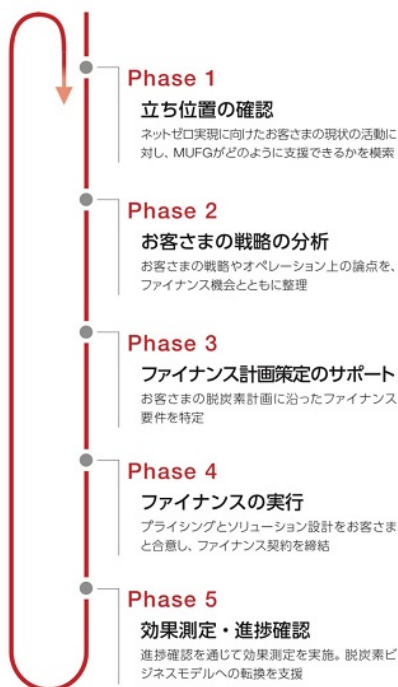 Phase 1
立ち位置の確認
ネットゼロ実現に向けたお客さまの現状の活動に
対し、MUFGがどのように支援できるかを模索
Phase 2
お客さまの戦略の分析
お客さまの戦略やオペレーション上の論点を、
ファイナンス機会とともに整理
Phase 3
ファイナンス計画策定のサポート
お客さまの脱炭素計画に沿ったファイナンス
要件を特定
Phase 4
ファイナンスの実行
プライシングとソリューション設計をお客さま
と合意し、ファイナンス契約を締結
Phase 5
効果測定・進捗確認
進捗確認を通じて効果測定を実施。脱炭素ビ
ジネスモデルへの転換を支援